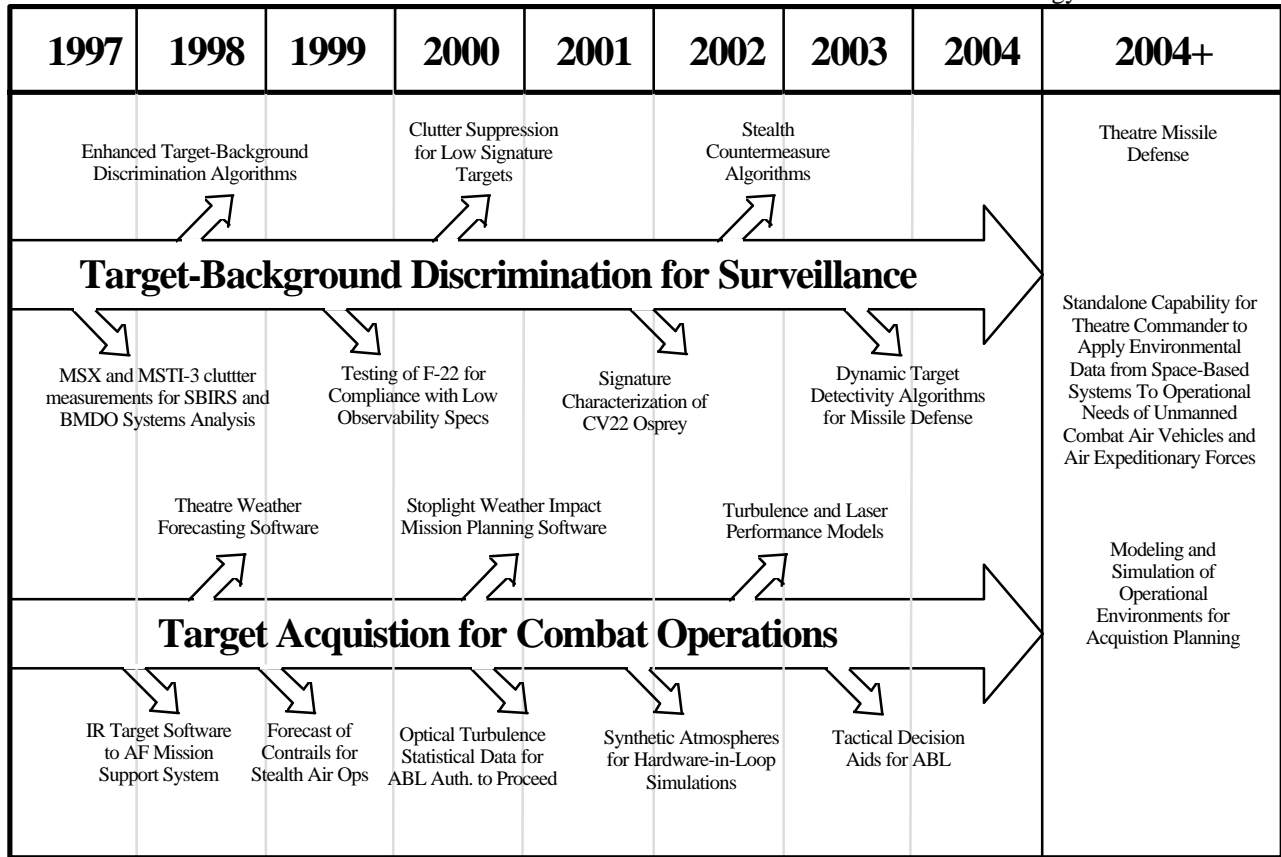 1997 1998 1999 2000 2001 2002 2003 2004 2004+
Enhanced Target-Background
Discrimination Algorithms
Clutter Suppression
for Low Signature
Targets
Stealth
Countermeasure
Algorithms
Theatre Missile
Defense
Target-Background Discrimination for Surveillance
MSX and MSTI-3 cluttter
measurements for SBIRS and
BMDO Systems Analysis
Testing of F-22 for
Compliance with Low
Observability Specs
Signature
Characterization of
CV22 Osprey
Dynamic Target
Detectivity Algorithms
for Missile Defense
Standalone Capability for
Theatre Commander to
Apply Environmental
Data from Space-Based
Systems To Operational
Needs of Unmanned
Combat Air Vehicles and
Air Expeditionary Forces
Theatre Weather
Forecasting Software
Stoplight Weather Impact
Mission Planning Software
Turbulence and Laser
Performance Models
Modeling and
Simulation of
Operational
Environments for
Acquistion Planning
Target Acquistion for Combat Operations
IR Target Software
to AF Mission
Support System
Forecast of
Contrails for
Stealth Air Ops
Optical Turbulence
Statistical Data for
ABL Auth. to Proceed
Synthetic Atmospheres
for Hardware-in-Loop
Simulations
Tactical Decision
Aids for ABL